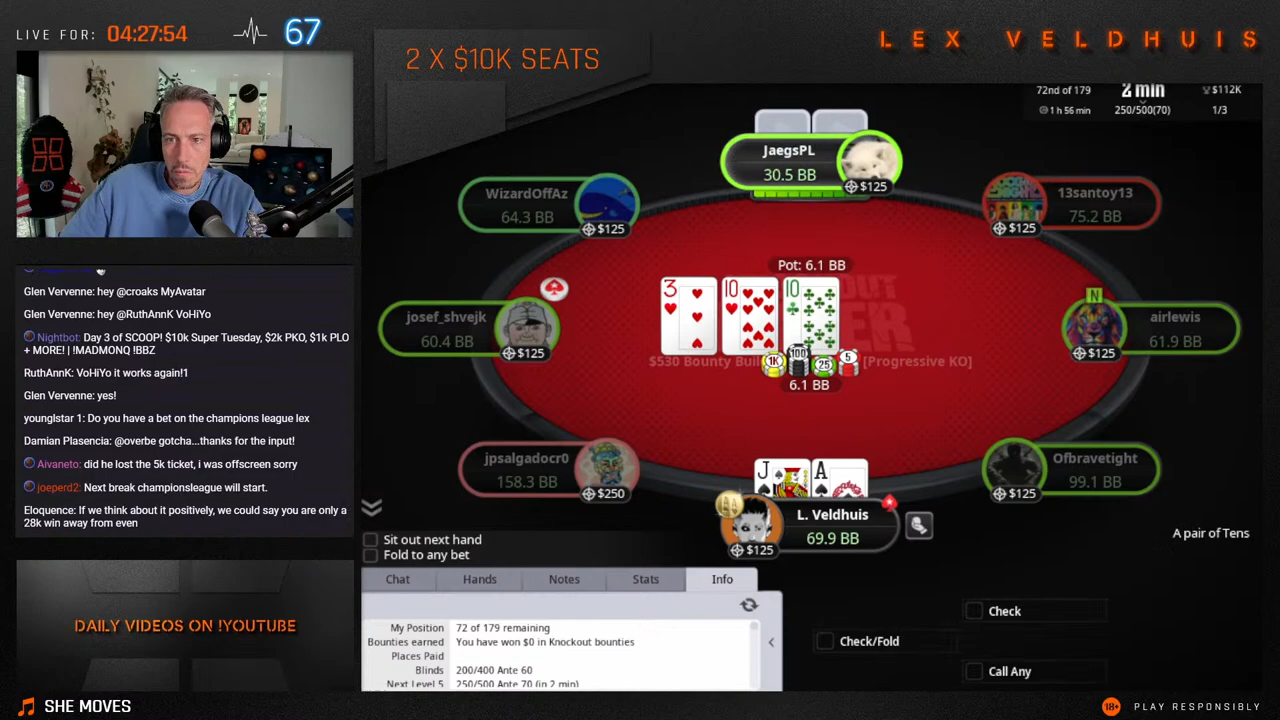 LIVE FOR: 04:27:54 67
2 X $10K SEATS
LEX VELDHUIS
72nd of 179 2 min $112K
1 h 56 min 250/500(70) 1/3
JaegsPL
30.5 BB
$125
WizardOffAz
64.3 BB
$125
13santoy13
75.2 BB
$125
Pot: 6.1 BB
3 10 10
josef_shvejk
60.4 BB
$125
N
airlewis
61.9 BB
$125
1K 100 25 5
$530 Bounty Bui [Progressive KO]
6.1 BB
jpsalgadocr0
158.3 BB
$250
J A
Ofbravetight
99.1 BB
$125
L. Veldhuis
69.9 BB
$125
A pair of Tens
Glen Vervenne: hey @croaks MyAvatar
Glen Vervenne: hey @RuthAnnK VoHiYo
Nightbot: Day 3 of SCOOP! $10k Super Tuesday, $2k PKO, $1k PLO
+ MORE! | !MADMONQ !BBZ
RuthAnnK: VoHiYo it works again!1
Glen Vervenne: yes!
younglstar 1: Do you have a bet on the champions league lex
Damian Plasencia: @overbe gotcha...thanks for the input!
Aivaneto: did he lost the 5k ticket, i was offscreen sorry
joeperd2: Next break championsleague will start.
Eloquence: If we think about it positively, we could say you are only a
28k win away from even
Sit out next hand
Fold to any bet
Chat Hands Notes Stats Info
My Position 72 of 179 remaining
Bounties earned You have won $0 in Knockout bounties
Places Paid
Blinds 200/400 Ante 60
Next Level 5 250/500 Ante 70 (in 2 min)
Check
Check/Fold
Call Any
DAILY VIDEOS ON !YOUTUBE
SHE MOVES
18+ PLAY RESPONSIBLY